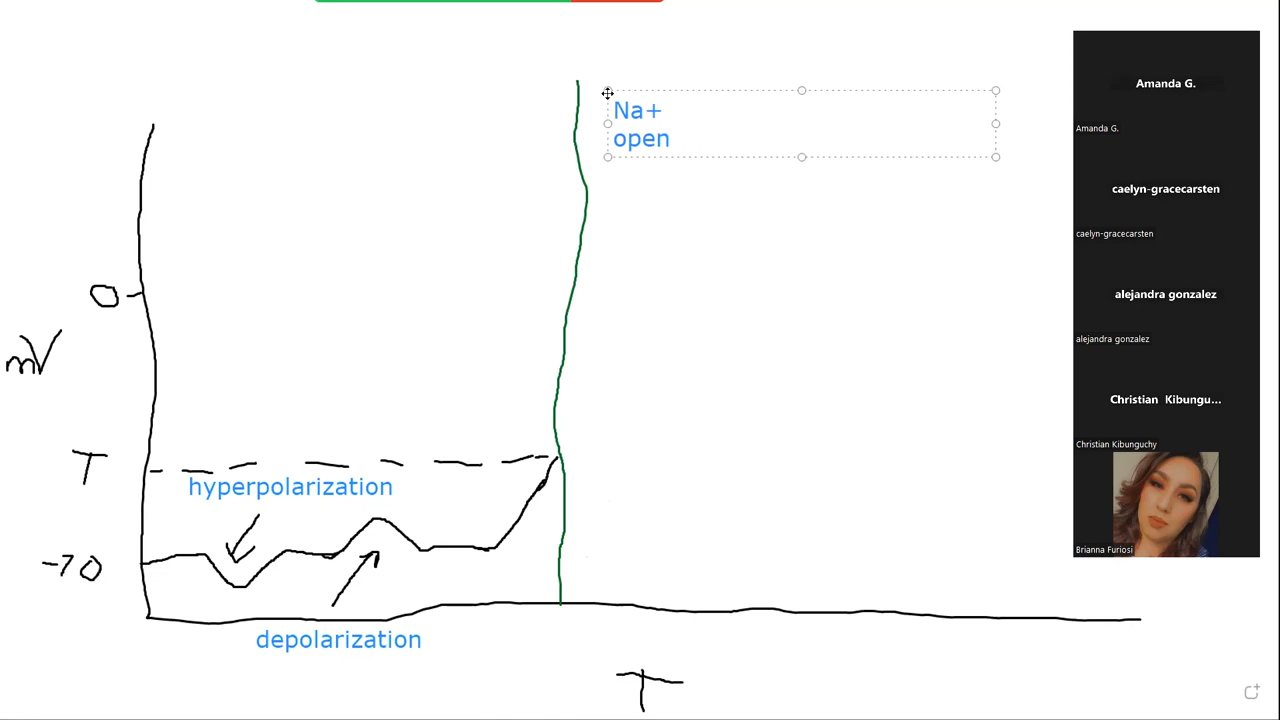 Na+
open
0
mV
T
hyperpolarization
-70
depolarization
T
Amanda G.
Amanda G.
caelyn-gracecarsten
caelyn-gracecarsten
alejandra gonzalez
alejandra gonzalez
Christian Kibungu...
Christian Kibunguchy
Brianna Furiosi